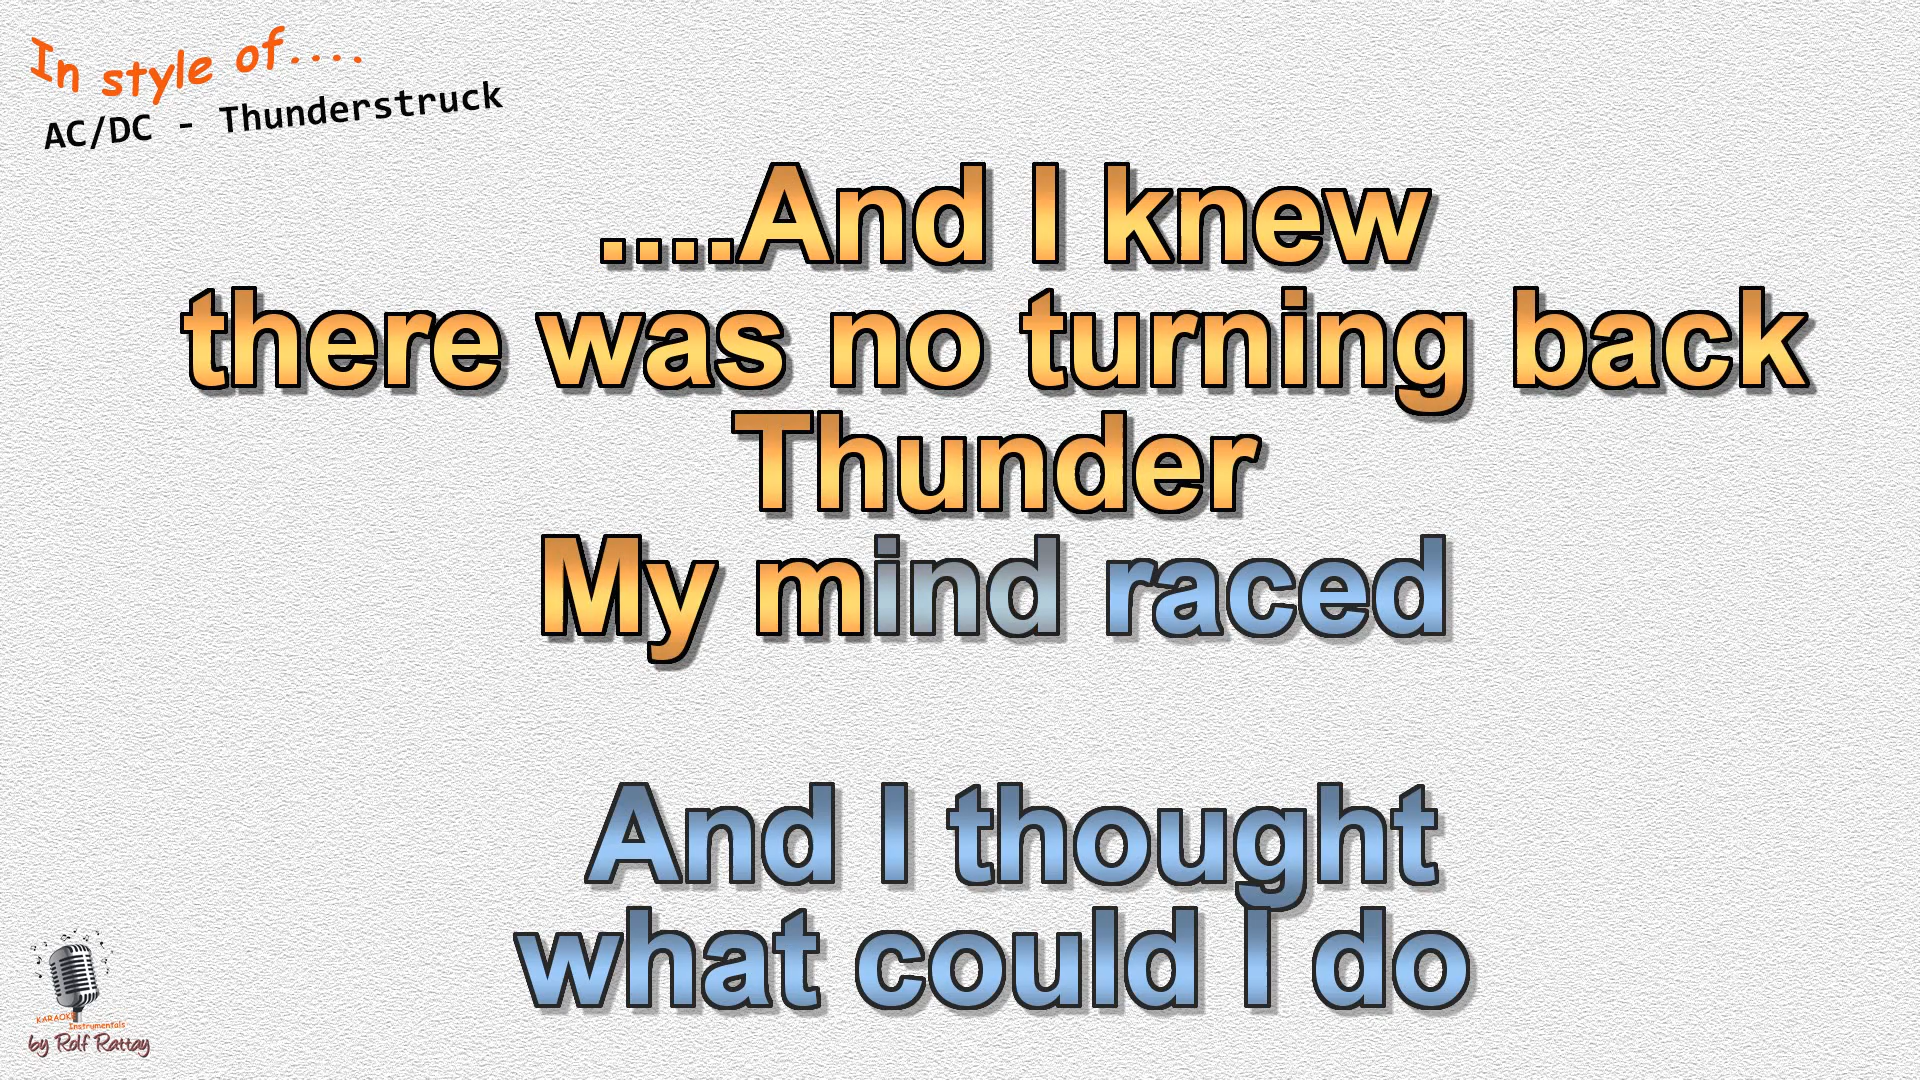 In style of....
AC/DC - Thunderstruck
....And I knew
there was no turning back
Thunder
My mind raced
And I thought
what could I do
KARAOKE
Instrumentals
by Rolf Rattay